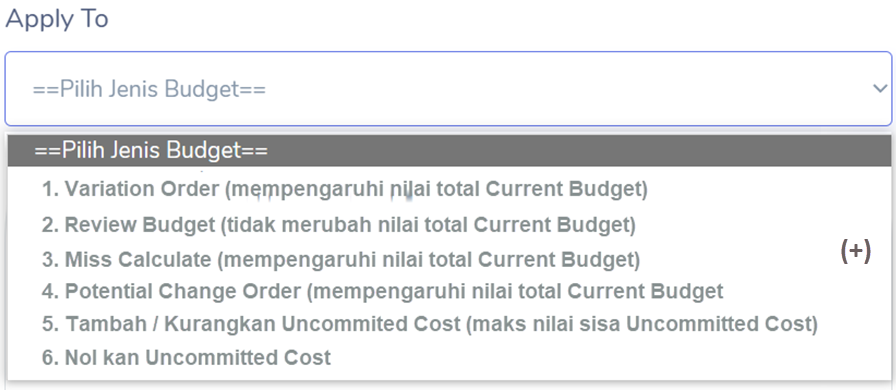 Apply To
==Pilih Jenis Budget==
==Pilih Jenis Budget==
1. Variation Order (mempengaruhi nilai total Current Budget)
2. Review Budget (tidak merubah nilai total Current Budget)
3. Miss Calculate (mempengaruhi nilai total Current Budget)
(+)
4. Potential Change Order (mempengaruhi nilai total Current Budget
5. Tambah / Kurangkan Uncommited Cost (maks nilai sisa Uncommitted Cost)
6. Nol kan Uncommitted Cost